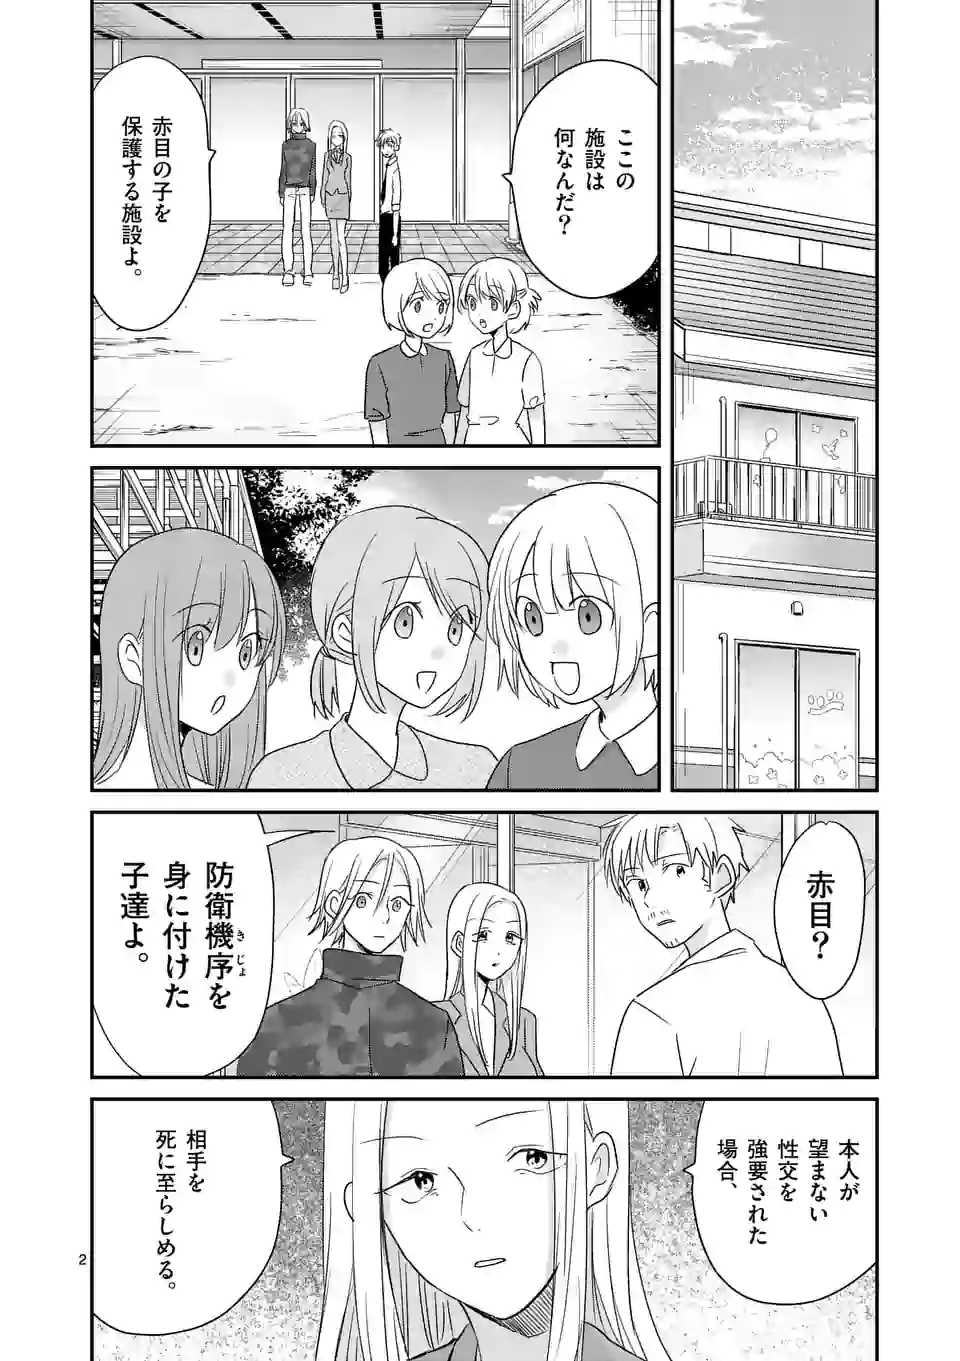 ここの
施設は
何なんだ?
赤目の子を
保護する施設よ。
赤目?
防衛機序を
きじょ
身に付けた
子達よ。
本人が
望まない
性交を
強要された
場合、
相手を
死に至らしめる。
2